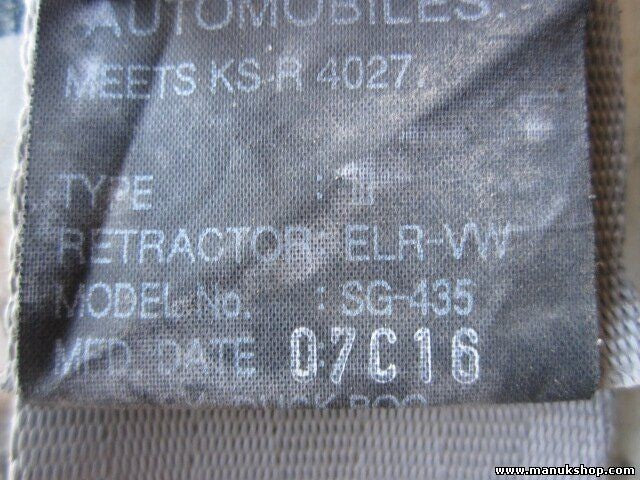 AUTOMOBILES.
MEETS KS-R 4027
TYPE :
RETRACTOR: ELR-VW
MODEL No. : SG-435
MFD. DATE : 07C16
www.manukshop.com